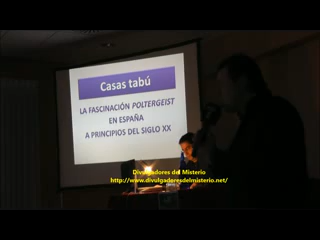 Casas tabú
LA FASCINACIÓN POLTERGEIST
EN ESPAÑA
A PRINCIPIOS DEL SIGLO XX
Divulgadores del Misterio
http://www.divulgadoresdelmisterio.net/